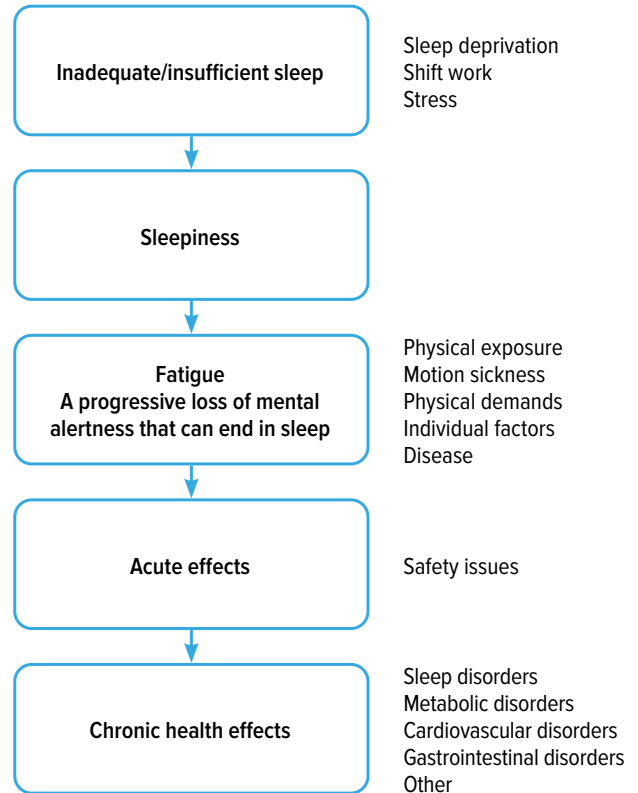 Inadequate/insufficient sleep
Sleep deprivation
Shift work
Stress
Sleepiness
Fatigue
A progressive loss of mental
alertness that can end in sleep
Physical exposure
Motion sickness
Physical demands
Individual factors
Disease
Acute effects
Safety issues
Chronic health effects
Sleep disorders
Metabolic disorders
Cardiovascular disorders
Gastrointestinal disorders
Other